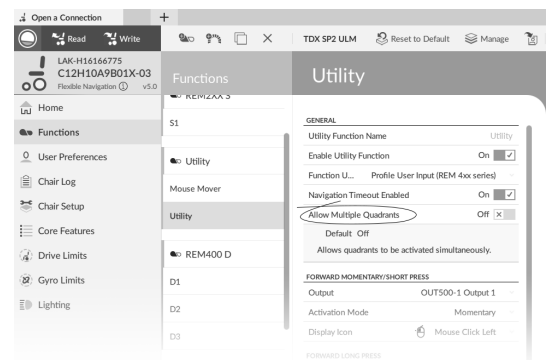 Open a Connection
+
Read Write TDX SP2 ULM Reset to Default Manage
LAK-H16166775
C12H10A9B01X-03
Flexible Navigation v5.0
Home
Functions
User Preferences
Chair Log
Chair Setup
Core Features
Drive Limits
Gyro Limits
Lighting
Functions
REM2XX S
S1
Utility
Mouse Mover
Utility
REM400 D
D1
D2
D3
Utility
GENERAL
Utility Function Name Utility
Enable Utility Function On
Function U... Profile User Input (REM 4xx series)
Navigation Timeout Enabled On
Allow Multiple Quadrants Off
Default Off
Allows quadrants to be activated simultaneously.
FORWARD MOMENTARY/SHORT PRESS
Output OUT500-1 Output 1
Activation Mode Momentary
Display Icon Mouse Click Left
FORWARD LONG PRESS